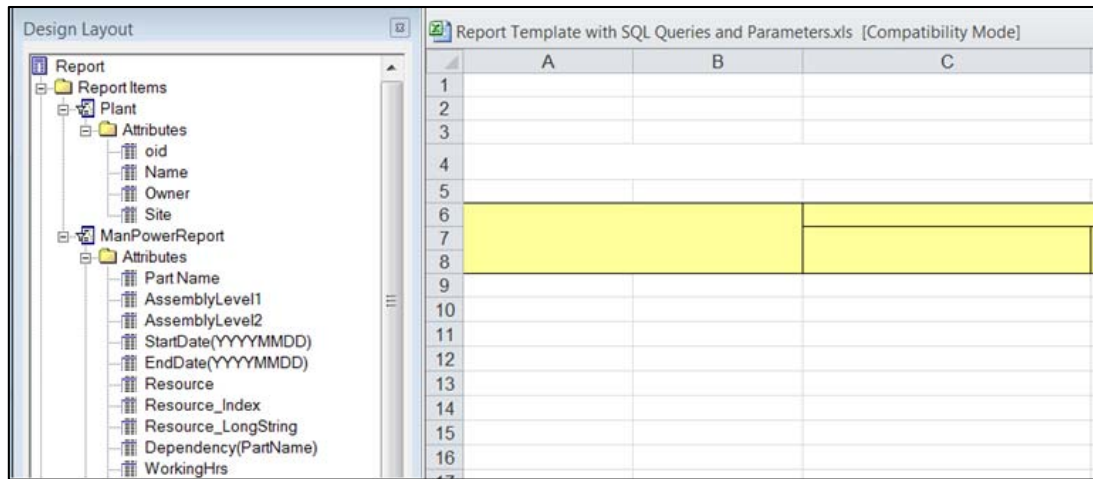 Design Layout
Report
Report Items
Plant
Attributes
oid
Name
Owner
Site
ManPowerReport
Attributes
Part Name
AssemblyLevel1
AssemblyLevel2
StartDate(YYYYMMDD)
EndDate(YYYYMMDD)
Resource
Resource_Index
Resource_LongString
Dependency(PartName)
WorkingHrs
Report Template with SQL Queries and Parameters.xls [Compatibility Mode]
A B C
1
2
3
4
5
6
7
8
9
10
11
12
13
14
15
16
17